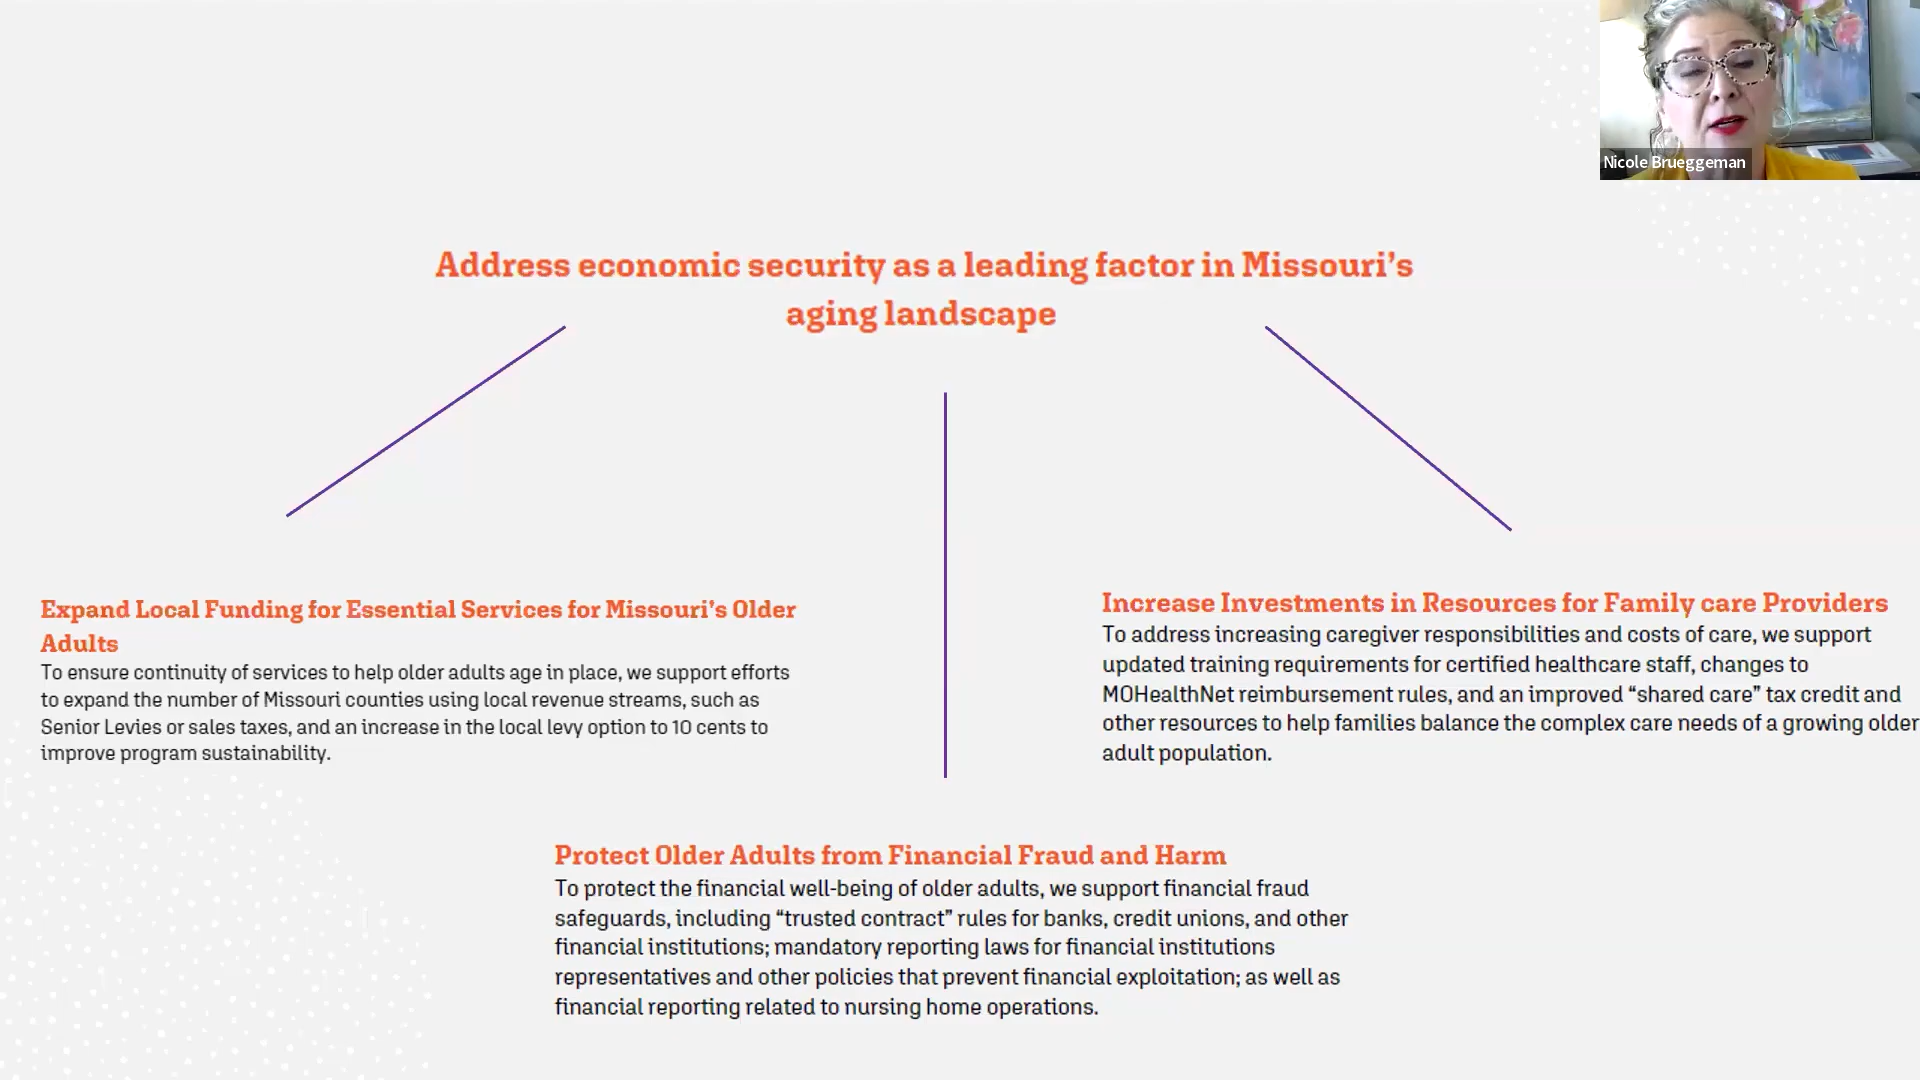 Nicole Brueggeman
Address economic security as a leading factor in Missouri's
aging landscape
Expand Local Funding for Essential Services for Missouri's Older
Adults
To ensure continuity of services to help older adults age in place, we support efforts
to expand the number of Missouri counties using local revenue streams, such as
Senior Levies or sales taxes, and an increase in the local levy option to 10 cents to
improve program sustainability.
Increase Investments in Resources for Family care Providers
To address increasing caregiver responsibilities and costs of care, we support
updated training requirements for certified healthcare staff, changes to
MOHealthNet reimbursement rules, and an improved “shared care” tax credit and
other resources to help families balance the complex care needs of a growing older
adult population.
Protect Older Adults from Financial Fraud and Harm
To protect the financial well-being of older adults, we support financial fraud
safeguards, including “trusted contract” rules for banks, credit unions, and other
financial institutions; mandatory reporting laws for financial institutions
representatives and other policies that prevent financial exploitation; as well as
financial reporting related to nursing home operations.